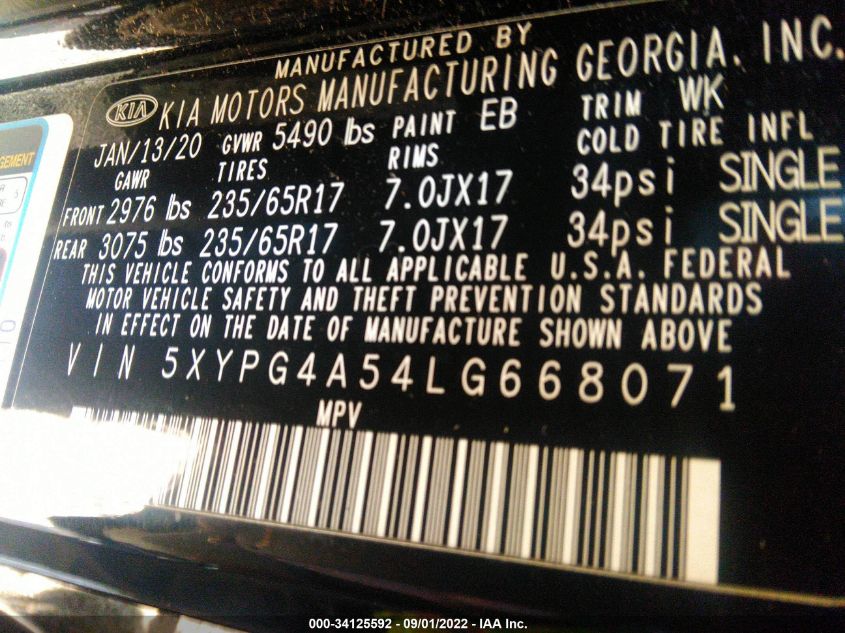 MANUFACTURED BY
KIA KIA MOTORS MANUFACTURING GEORGIA, INC.
JAN/13/20 GVWR 5490 lbs PAINT EB TRIM WK
GAWR TIRES RIMS COLD TIRE INFL
FRONT 2976 lbs 235/65R17 7.0JX17 34psi SINGLE
REAR 3075 lbs 235/65R17 7.0JX17 34psi SINGLE
THIS VEHICLE CONFORMS TO ALL APPLICABLE U.S.A. FEDERAL
MOTOR VEHICLE SAFETY AND THEFT PREVENTION STANDARDS
IN EFFECT ON THE DATE OF MANUFACTURE SHOWN ABOVE
VIN 5XYPG4A54LG668071
MPV
000-34125592 - 09/01/2022 - IAA Inc.